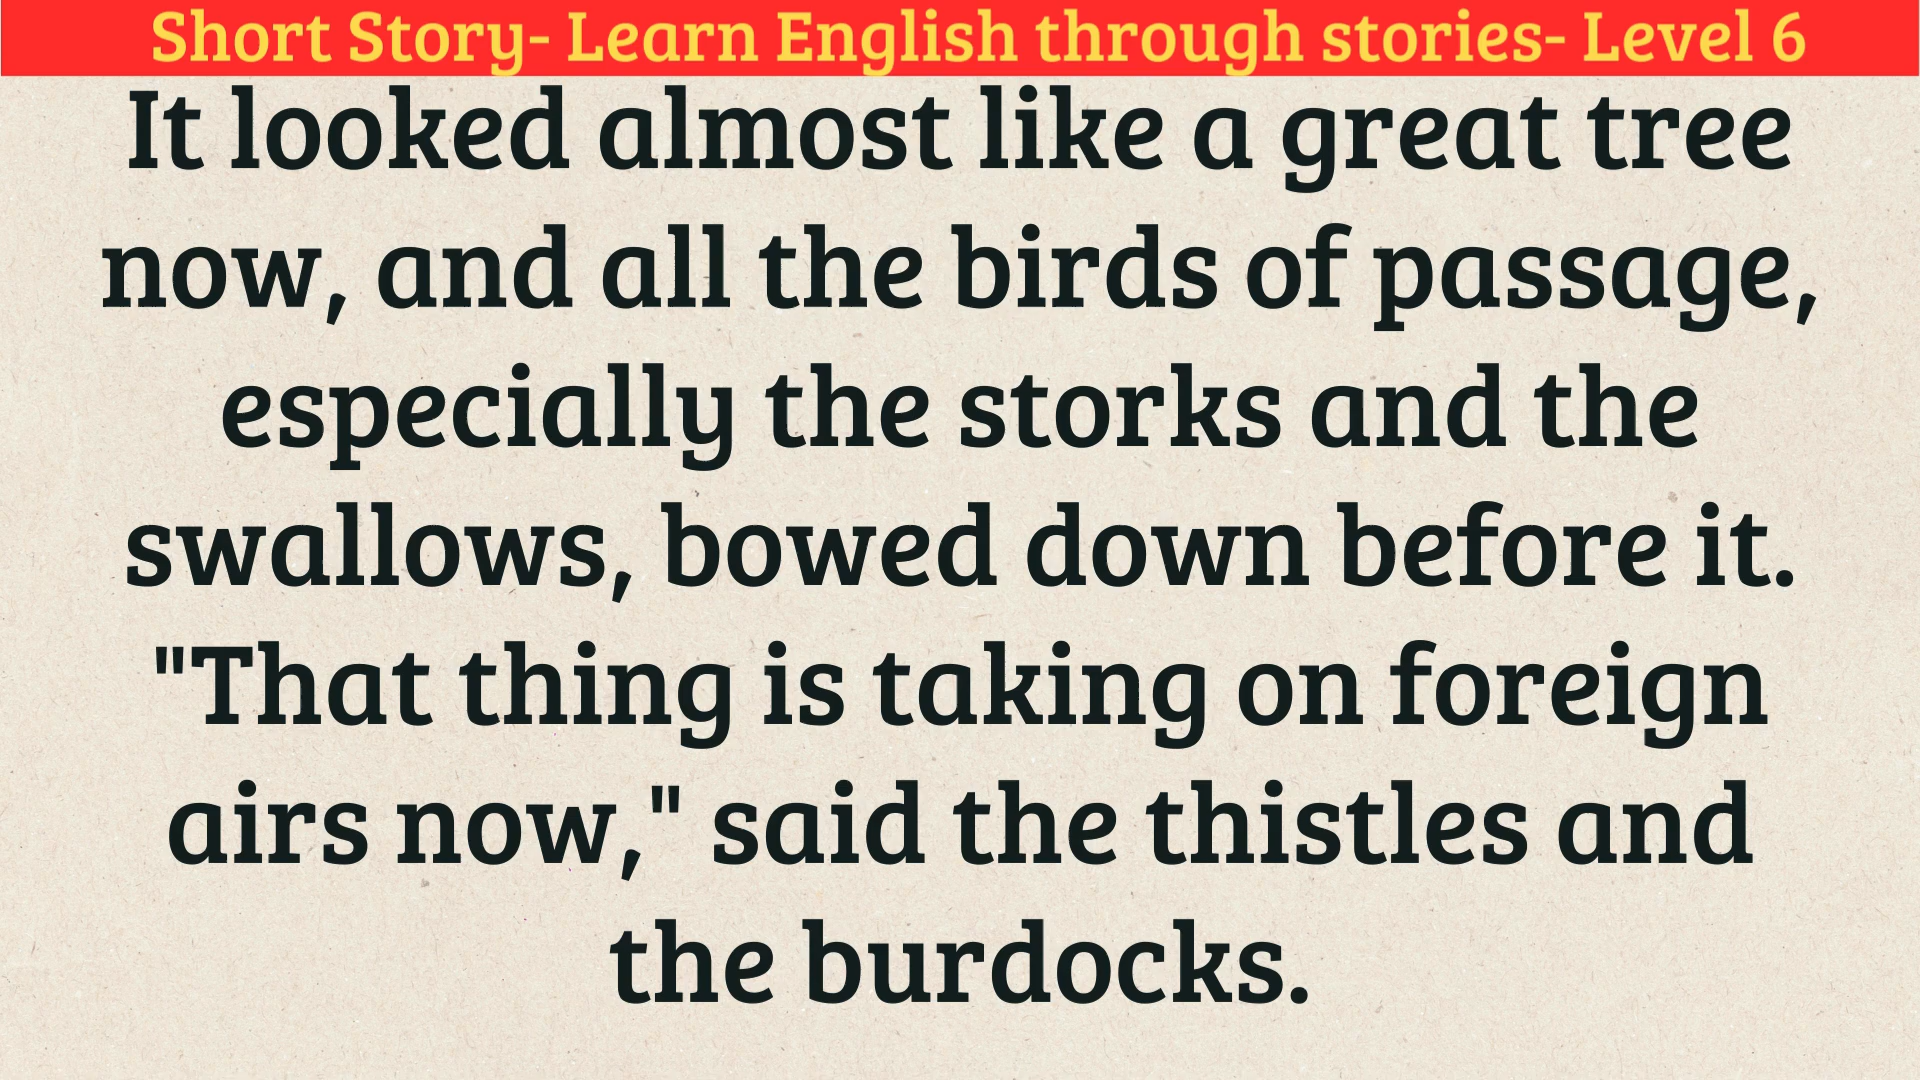 Short Story- Learn English through stories- Level 6
It looked almost like a great tree
now, and all the birds of passage,
especially the storks and the
swallows, bowed down before it.
"That thing is taking on foreign
airs now," said the thistles and
the burdocks.